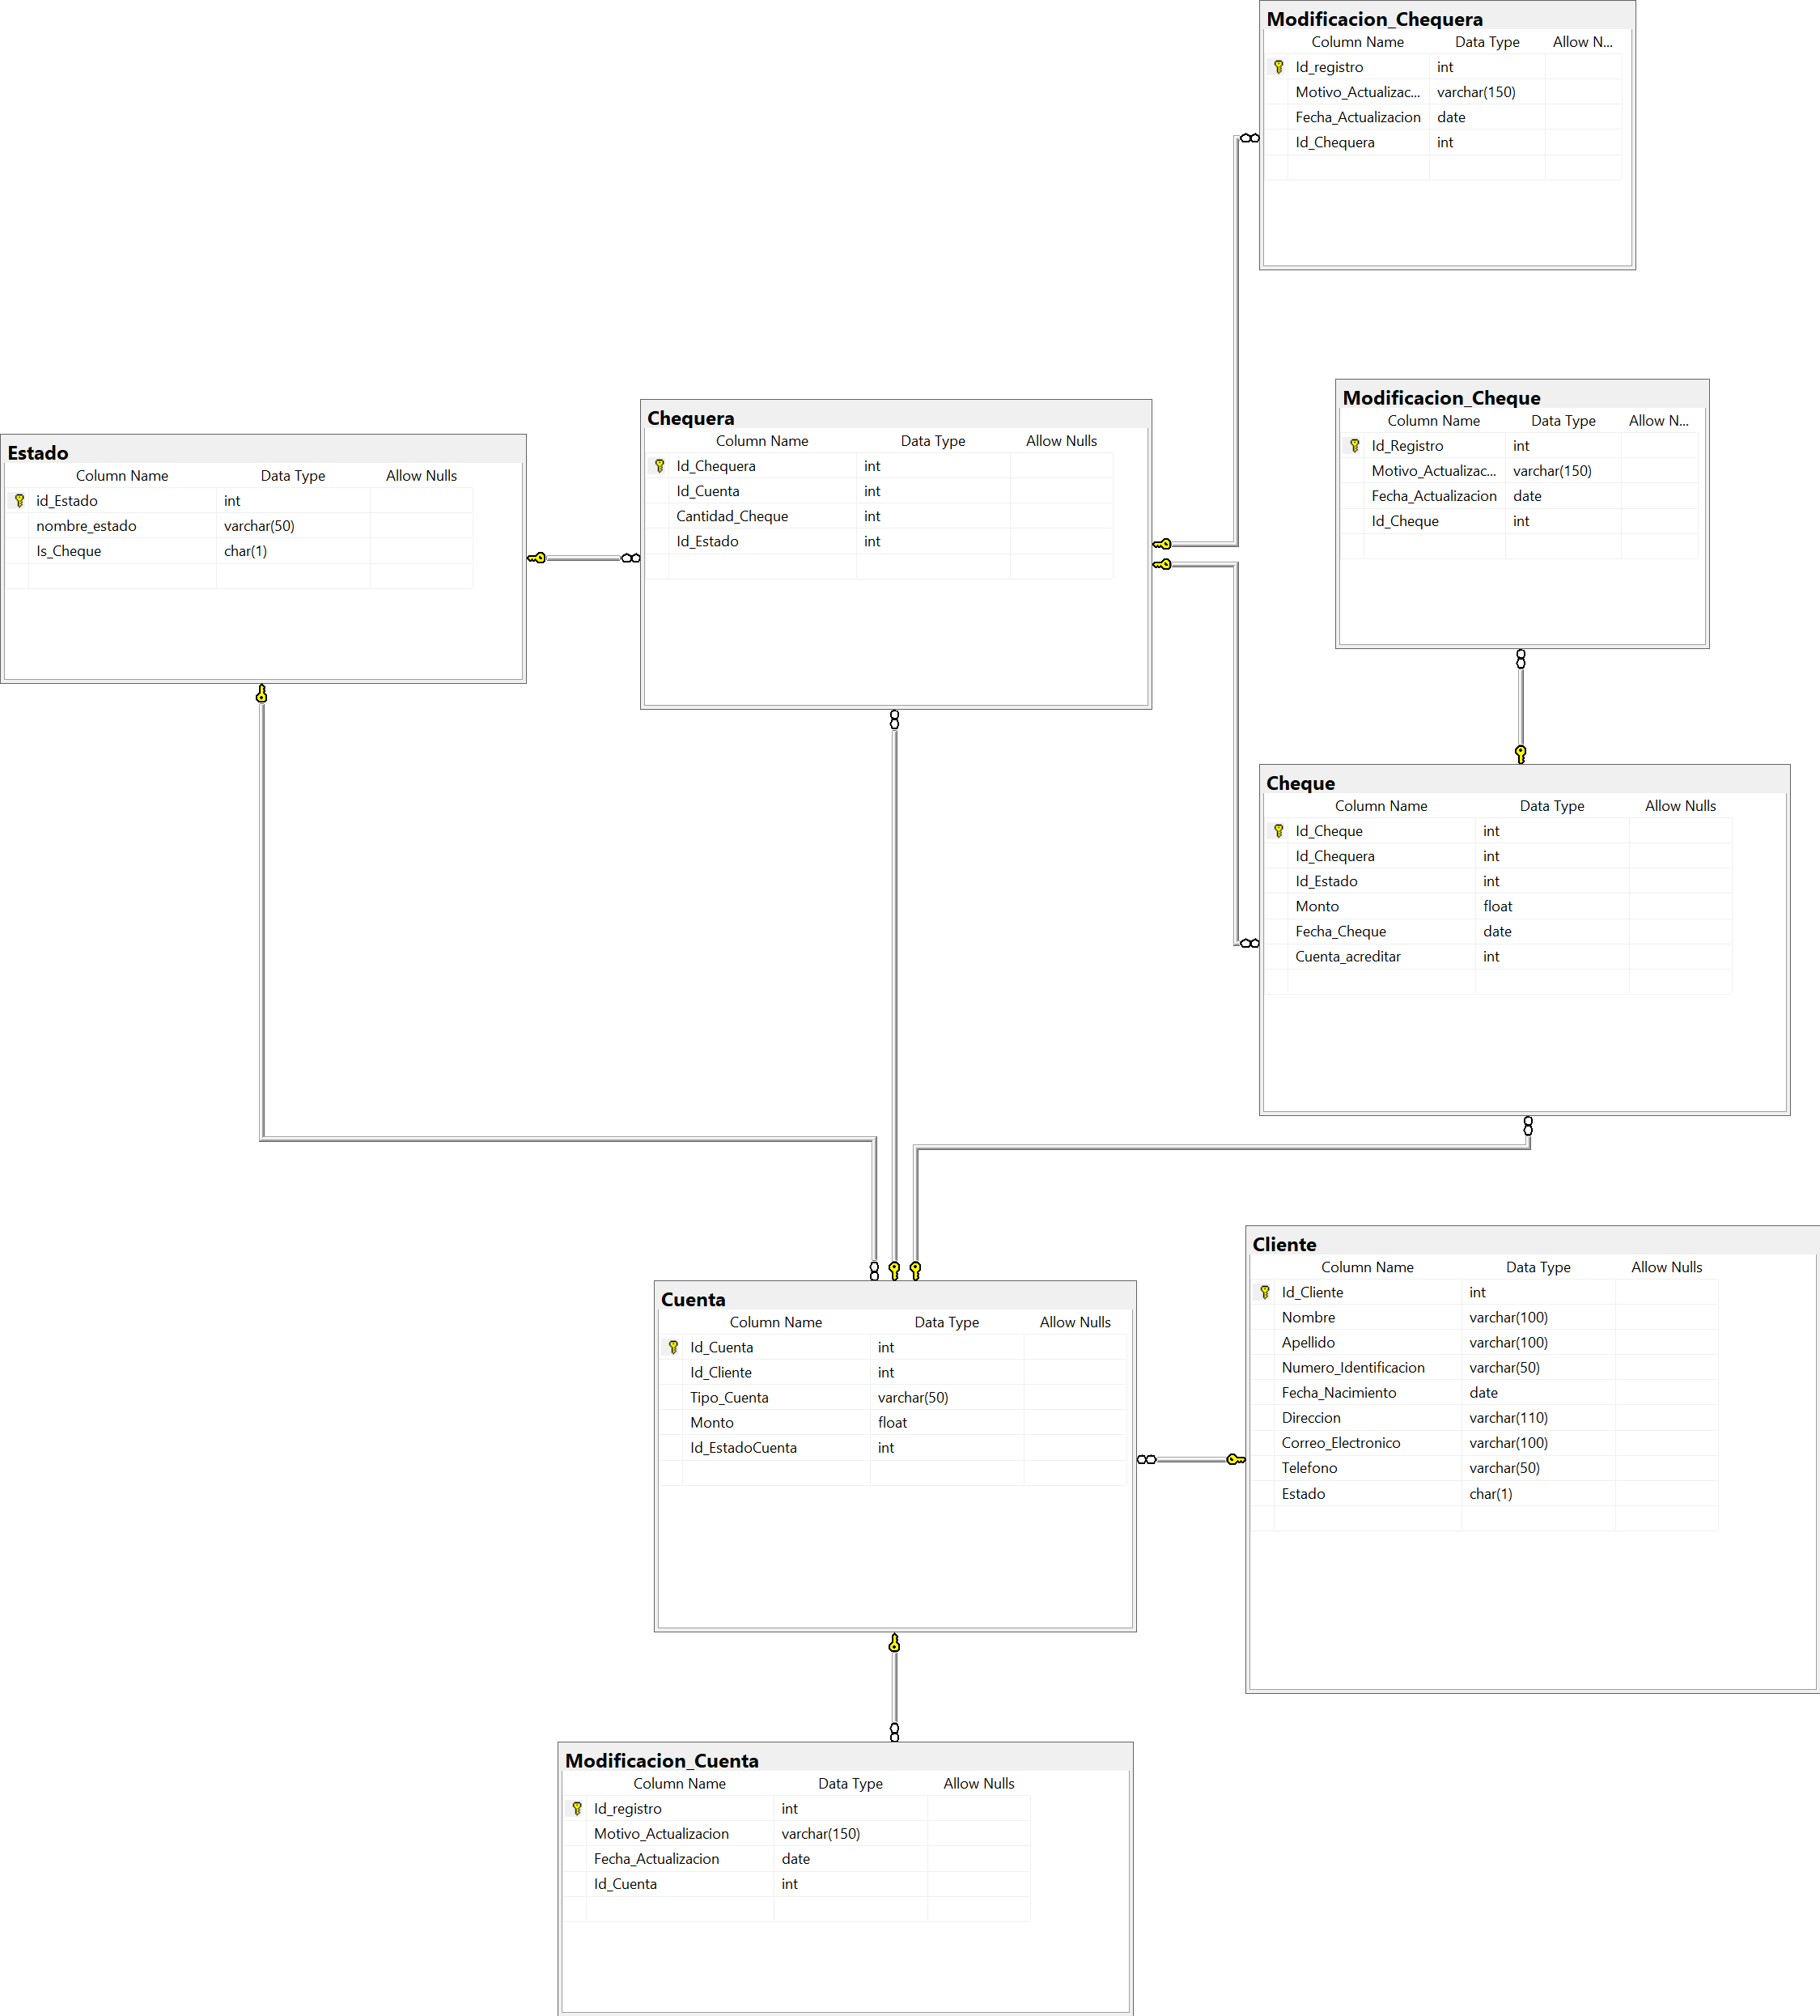 Modificacion_Chequera
Column Name Data Type Allow N...
Id_registro int
Motivo_Actualizac... varchar(150)
Fecha_Actualizacion date
Id_Chequera int
Modificacion_Cheque
Column Name Data Type Allow N...
Id_Registro int
Motivo_Actualizac... varchar(150)
Fecha_Actualizacion date
Id_Cheque int
Chequera
Column Name Data Type Allow Nulls
Id_Chequera int
Id_Cuenta int
Cantidad_Cheque int
Id_Estado int
Estado
Column Name Data Type Allow Nulls
id_Estado int
nombre_estado varchar(50)
Is_Cheque char(1)
Cheque
Column Name Data Type Allow Nulls
Id_Cheque int
Id_Chequera int
Id_Estado int
Monto float
Fecha_Cheque date
Cuenta_acreditar int
Cliente
Column Name Data Type Allow Nulls
Id_Cliente int
Nombre varchar(100)
Apellido varchar(100)
Numero_Identificacion varchar(50)
Fecha_Nacimiento date
Direccion varchar(110)
Correo_Electronico varchar(100)
Telefono varchar(50)
Estado char(1)
Cuenta
Column Name Data Type Allow Nulls
Id_Cuenta int
Id_Cliente int
Tipo_Cuenta varchar(50)
Monto float
Id_EstadoCuenta int
Modificacion_Cuenta
Column Name Data Type Allow Nulls
Id_registro int
Motivo_Actualizacion varchar(150)
Fecha_Actualizacion date
Id_Cuenta int